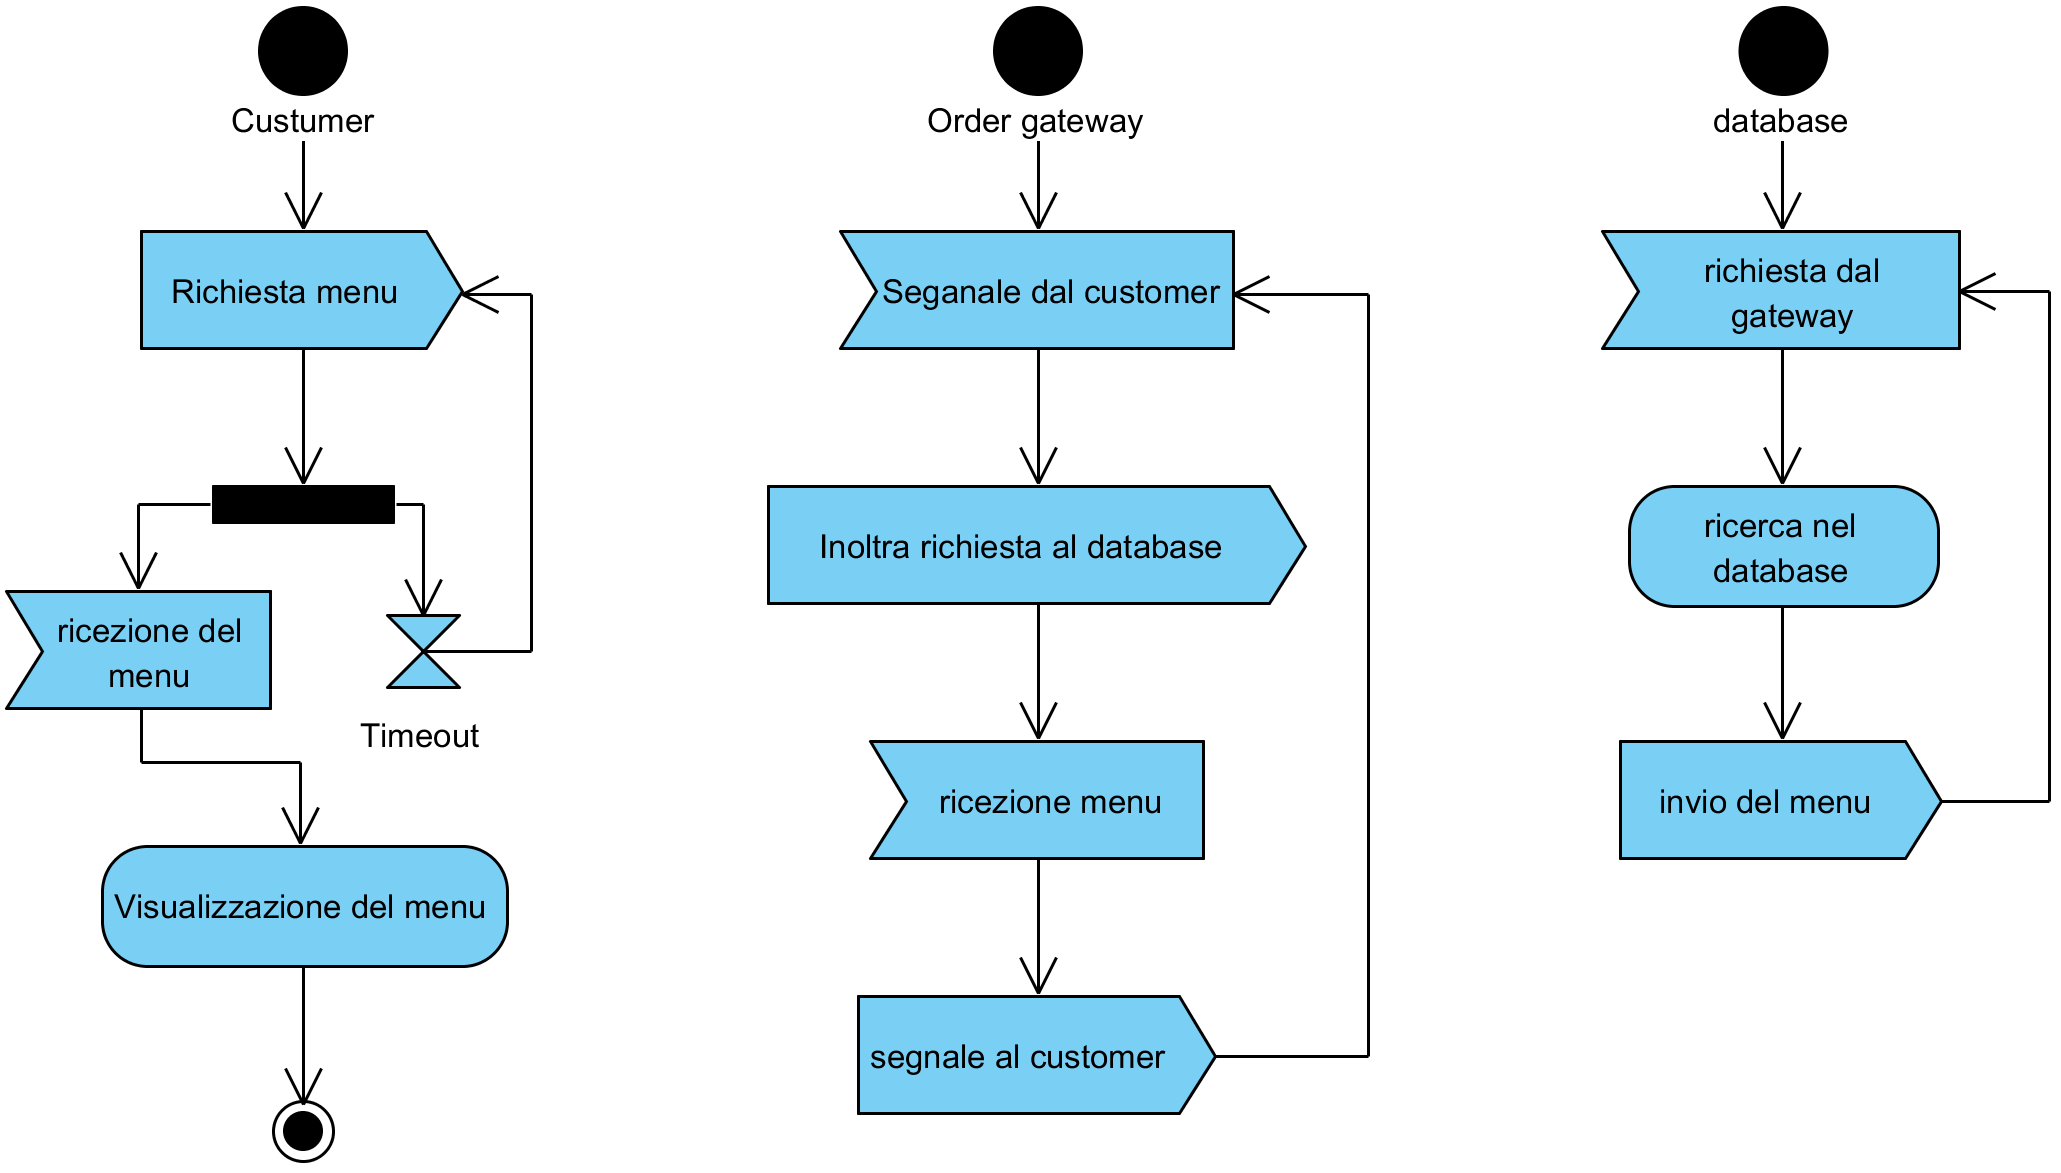 Custumer
Richiesta menu
ricezione del
menu
Timeout
Visualizzazione del menu
Order gateway
Seganale dal customer
Inoltra richiesta al database
ricezione menu
segnale al customer
database
richiesta dal
gateway
ricerca nel
database
invio del menu